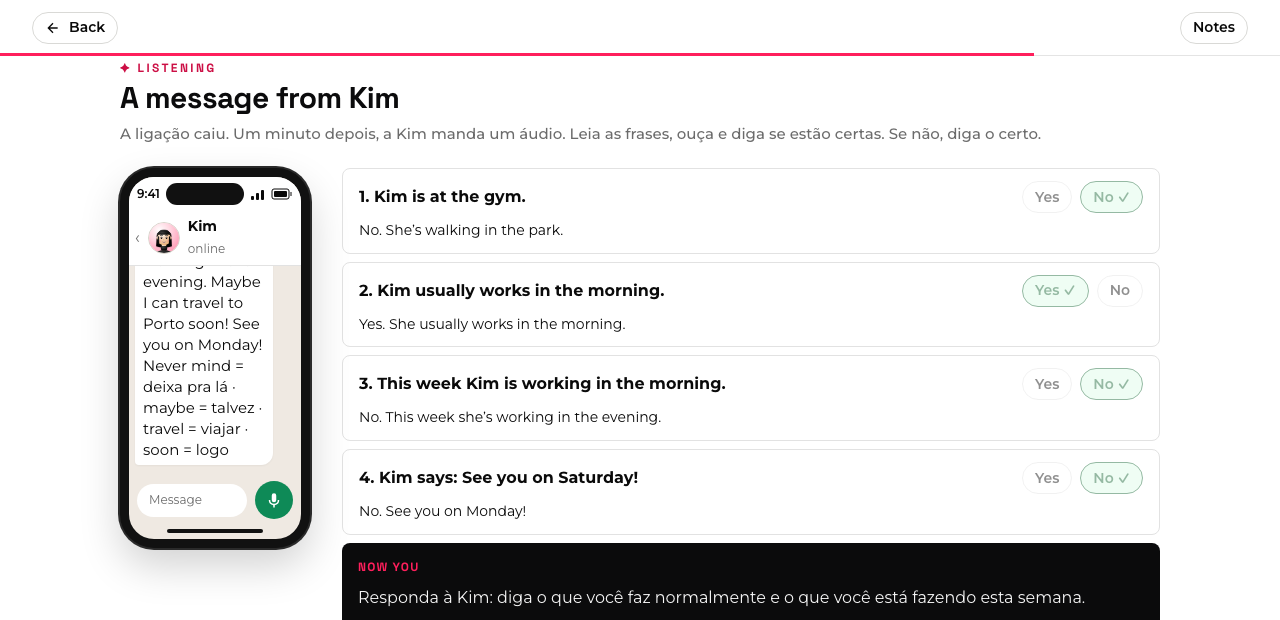 Back
Notes
LISTENING
A message from Kim
A ligação caiu. Um minuto depois, a Kim manda um áudio. Leia as frases, ouça e diga se estão certas. Se não, diga o certo.
9:41
Kim
online
evening. Maybe
I can travel to
Porto soon! See
you on Monday!
Never mind =
deixa pra lá ·
maybe = talvez ·
travel = viajar ·
soon = logo
Message
1. Kim is at the gym.
Yes
No ✓
No. She's walking in the park.
2. Kim usually works in the morning.
Yes ✓
No
Yes. She usually works in the morning.
3. This week Kim is working in the morning.
Yes
No ✓
No. This week she's working in the evening.
4. Kim says: See you on Saturday!
Yes
No ✓
No. See you on Monday!
NOW YOU
Responda à Kim: diga o que você faz normalmente e o que você está fazendo esta semana.